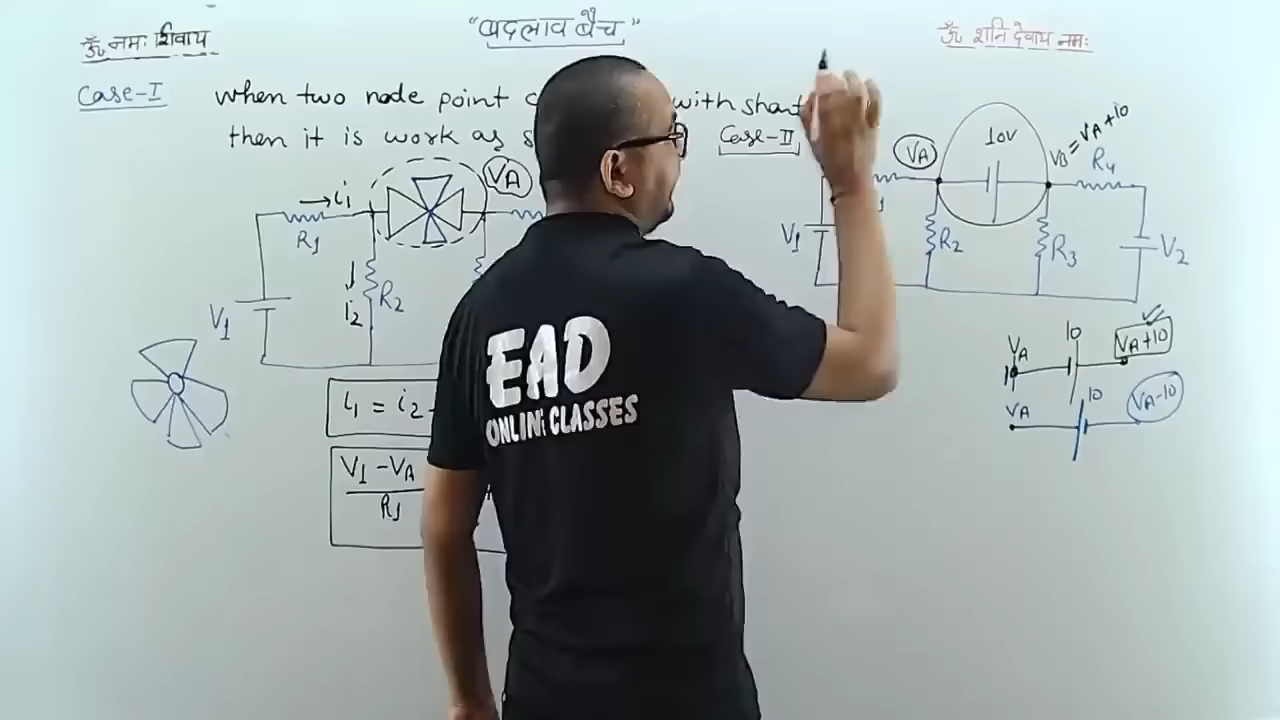 ॐ नमः शिवाय
"बदलाव बैच"
ॐ शनि देवाय नमः
Case-I when two node point
with short
then it is work as
Case-II
i1
R1
VA
i2
R2
V1
i1 = i2
V1 - VA
R1
EAD
ONLINE CLASSES
VA
10V
VB = VA + 10
R4
V1
R2
R3
V2
VA
10
VA+10
VA
10
VA-10